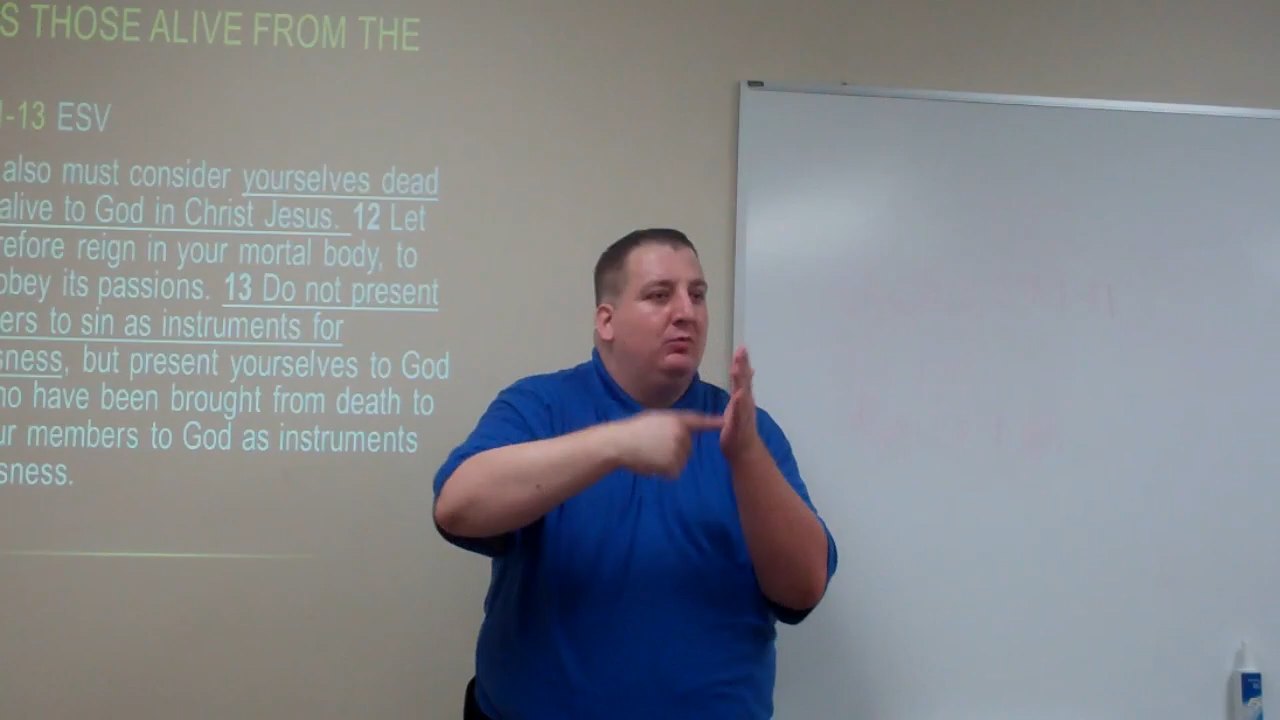 S THOSE ALIVE FROM THE
-13 ESV
also must consider yourselves dead
alive to God in Christ Jesus. 12 Let
refore reign in your mortal body, to
obey its passions. 13 Do not present
ers to sin as instruments for
sness, but present yourselves to God
ho have been brought from death to
ur members to God as instruments
sness.